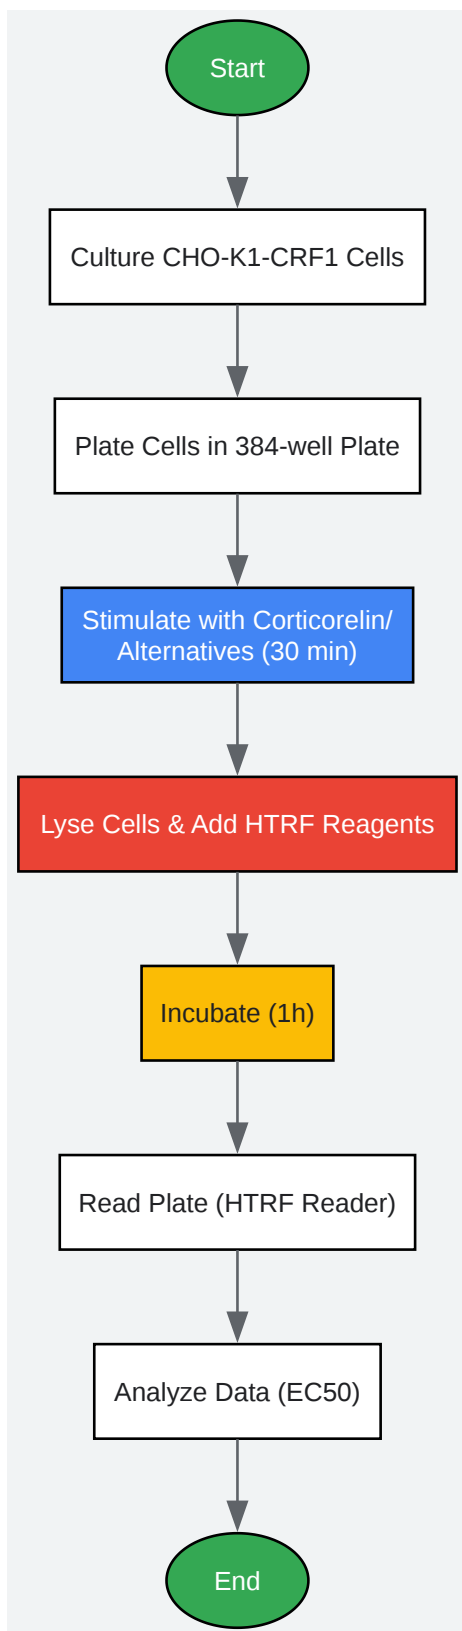 Start
Culture CHO-K1-CRF1 Cells
Plate Cells in 384-well Plate
Stimulate with Corticorelin/
Alternatives (30 min)
Lyse Cells & Add HTRF Reagents
Incubate (1h)
Read Plate (HTRF Reader)
Analyze Data (EC50)
End